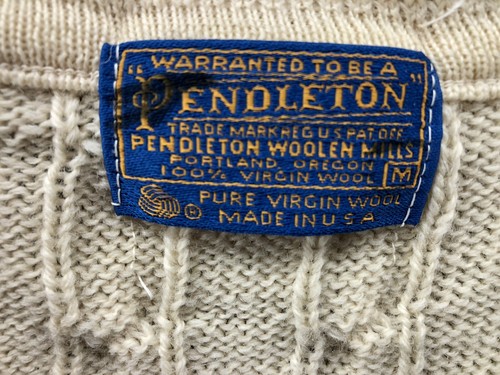 "WARRANTED TO BE A"
PENDLETON
TRADE MARK REG US PAT OFF
PENDLETON WOOLEN MILLS
PORTLAND, OREGON
100% VIRGIN WOOL M
® PURE VIRGIN WOOL
MADE IN U S A